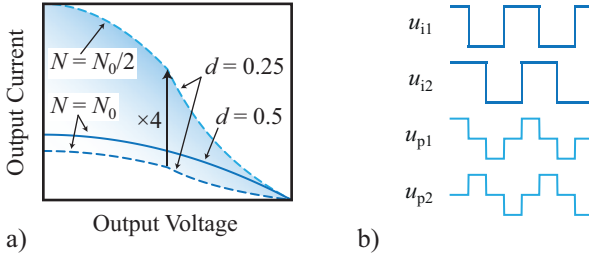 Output Current
N = N₀/2
N = N₀
×4
d = 0.25
d = 0.5
Output Voltage
a)
uᵢ₁
uᵢ₂
uₚ₁
uₚ₂
b)